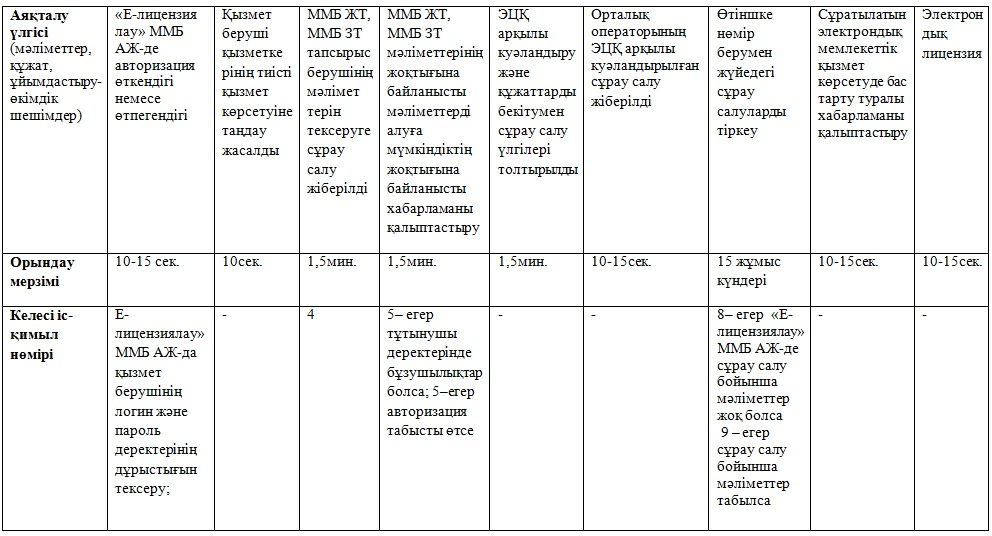 Аяқталу
үлгісі
(мәліметтер,
құжат,
ұйымдастыру-
өкімдік
шешімдер)
«Е-лицензия
лау» ММБ
АЖ-де
авторизация
өткендігі
немесе
өтпегендігі
Қызмет
беруші
қызметке
рінің тиісті
қызмет
көрсетуіне
таңдау
жасалды
ММБ ЖТ,
ММБ ЗТ
тапсырыс
берушінің
мәлімет
терін
тексеруге
сұрау
салу
жіберілді
ММБ ЖТ,
ММБ ЗТ
мәліметтерінің
жоқтығына
байланысты
мәліметтерді
алуға
мүмкіндіктің
жоқтығына
байланысты
хабарламаны
қалыптастыру
ЭЦҚ
арқылы
куәландыру
және
құжаттарды
бекітумен
сұрау салу
үлгілері
толтырылды
Орталық
операторының
ЭЦҚ арқылы
куәландырылған
сұрау салу
жіберілді
Өтінішке
нөмір
берумен
жүйедегі
сұрау
салуларды
тіркеу
Сұратылатын
электрондық
мемлекеттік
қызмет
көрсетуде бас
тарту туралы
хабарламаны
қалыптастыру
Электрон
дық
лицензия
Орындау
мерзімі
10-15 сек.
10сек.
1,5мин.
1,5мин.
1,5мин.
10-15сек.
15 жұмыс
күндері
10-15сек.
10-15сек.
Келесі іс-
қимыл
нөмірі
Е-
лицензиялау»
ММБ АЖ-да
қызмет
берушінің
логин және
пароль
деректерінің
дұрыстығын
тексеру;
-
4
5– егер
тұтынушы
деректерінде
бұзушылықтар
болса; 5–егер
авторизация
табысты өтсе
-
-
8– егер «Е-
лицензиялау»
ММБ АЖ-де
сұрау салу
бойынша
мәліметтер
жоқ болса
9 – егер
сұрау салу
бойынша
мәліметтер
табылса
-
-